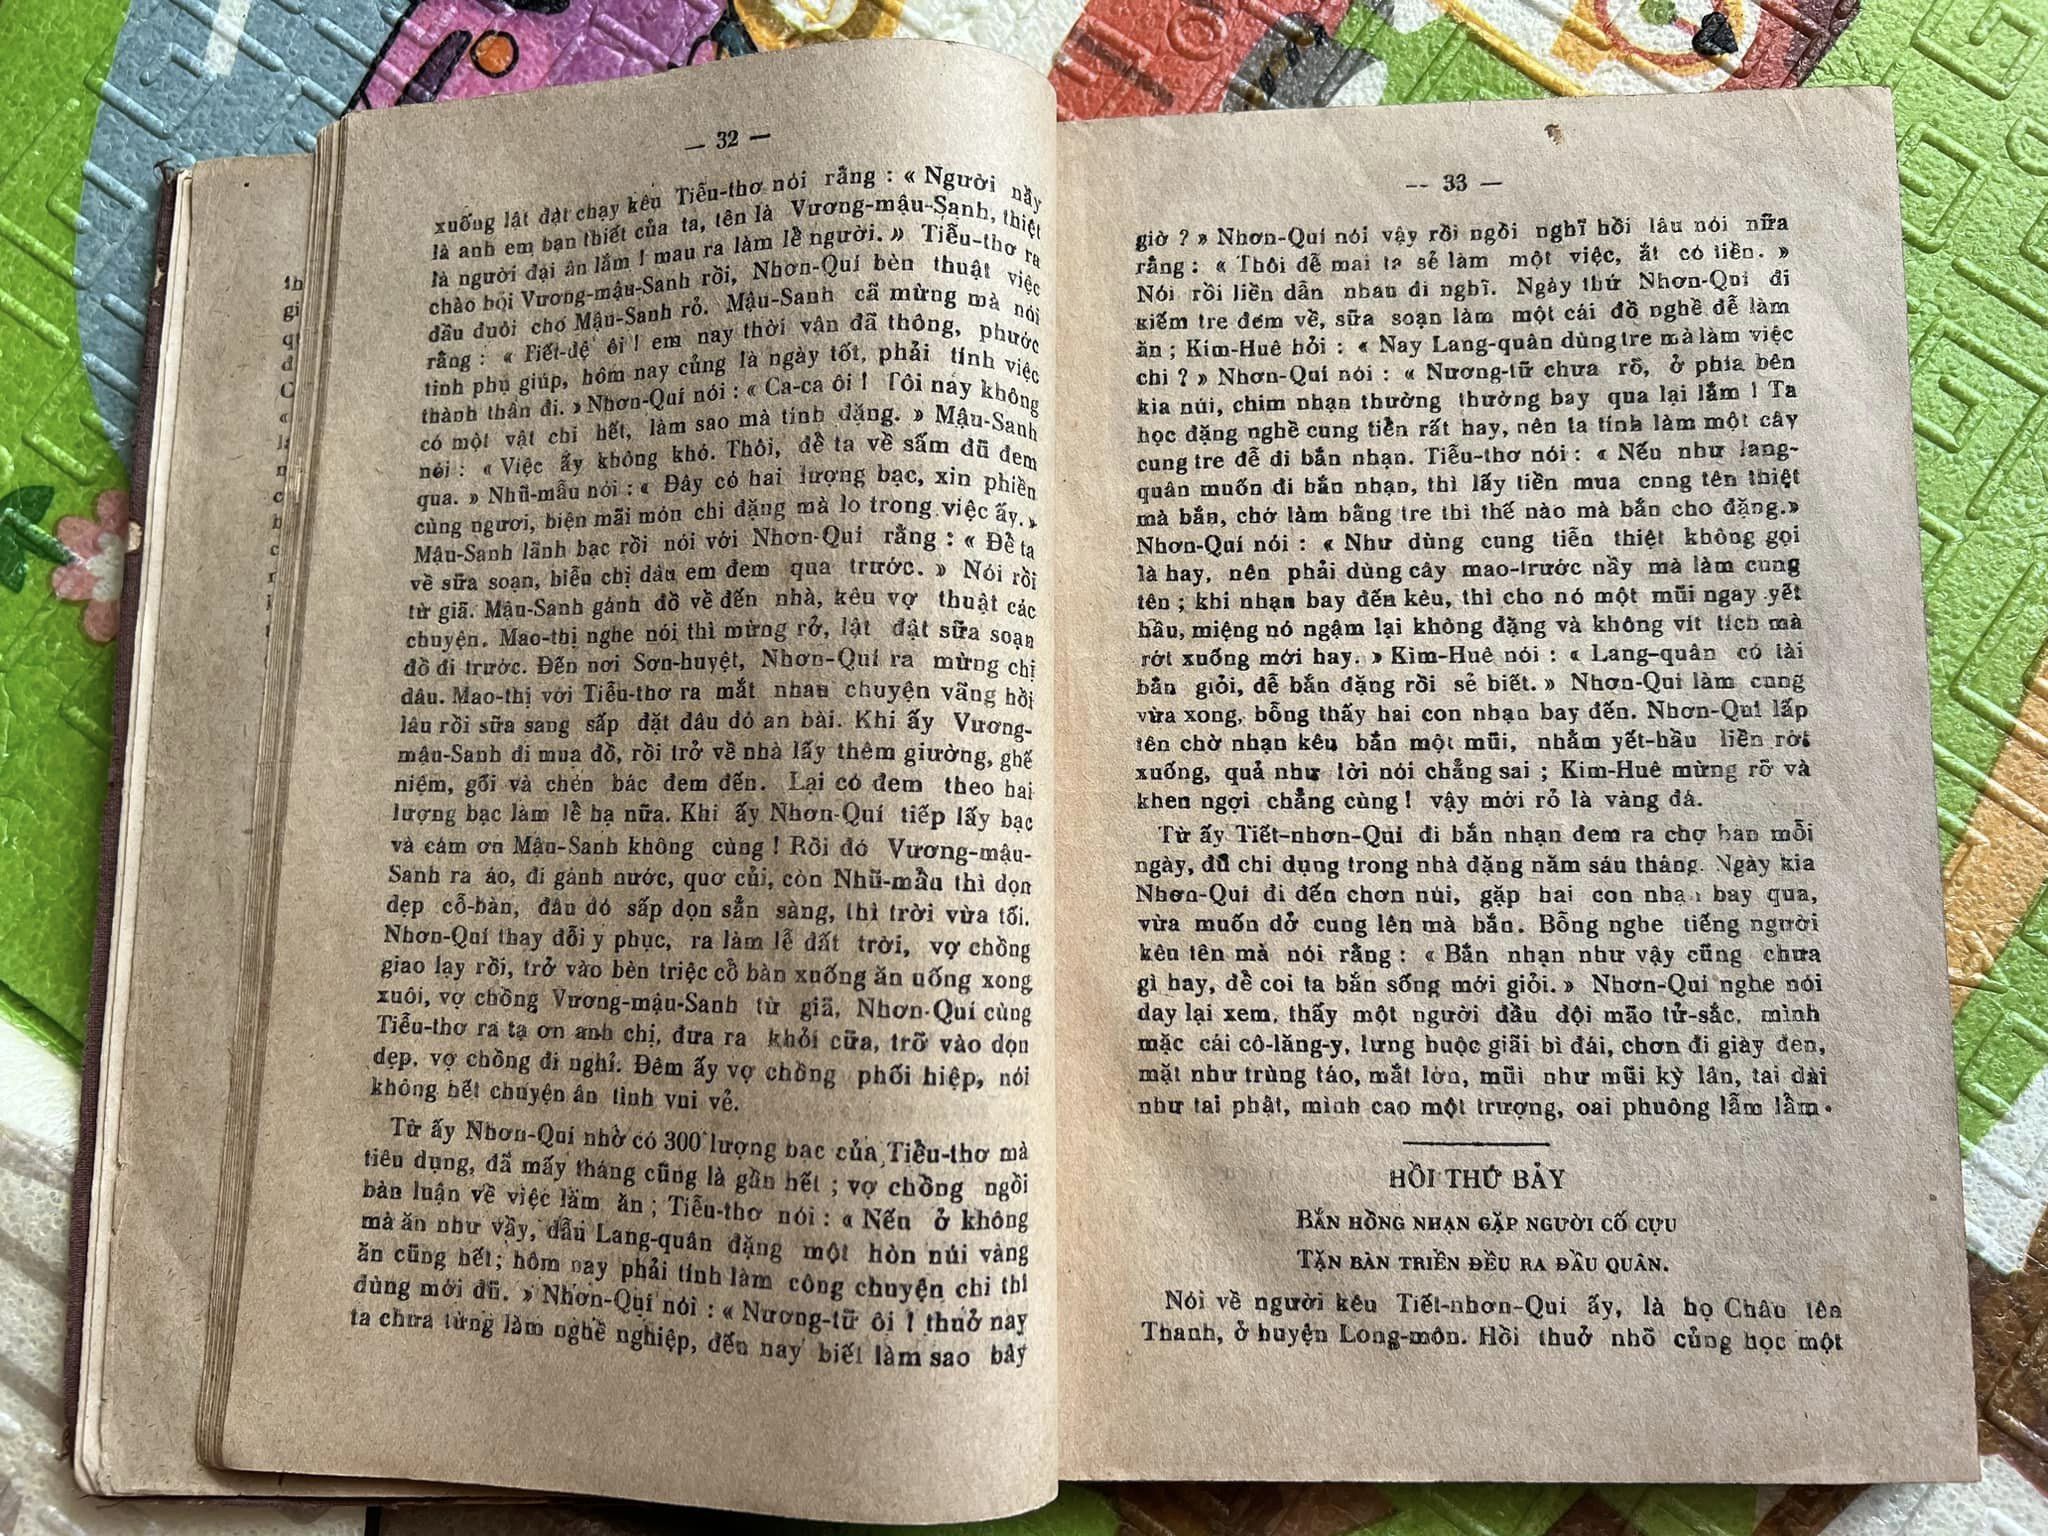 — 32 —
xuống lật đật chạy kêu Tiễu-thơ nói rằng : « Người nầy
là anh em bạn thiết của ta, tên là Vương-mậu-Sanh, thiệt
là người đại ân lắm ! mau ra làm lễ người. » Tiễu-thơ ra
chào hỏi Vương-mậu-Sanh rồi, Nhơn-Quí bèn thuật việc
đầu đuôi cho Mậu-Sanh rỏ. Mậu-Sanh cã mừng mà nói
rằng : « Tiết-đệ ôi ! em nay thời vận đã thông, phước
tinh phụ giúp, hôm nay củng là ngày tốt, phải tính việc
thành thân đi. » Nhơn-Quí nói : « Ca-ca ôi ! Tôi nay không
có một vật chi hết, làm sao mà tính đặng. » Mậu-Sanh
nói : « Việc ấy không khó. Thôi, để ta về sấm đũ đem
qua. » Nhũ-mẫu nói : « Đây có hai lượng bạc, xin phiền
cùng ngươi, biện mãi món chi đặng mà lo trong việc ấy. »
Mậu-Sanh lãnh bạc rồi nói với Nhơn-Quí rằng : « Để ta
về sữa soạn, biễu chị dâu em đem qua trước. » Nói rồi
từ giã. Mậu-Sanh gánh đồ về đến nhà, kêu vợ thuật các
chuyện. Mao-thị nghe nói thì mừng rở, lật đật sữa soạn
đồ đi trước. Đến nơi Sơn-huyệt, Nhơn-Quí ra mừng chị
dâu. Mao-thị với Tiễu-thơ ra mắt nhau chuyện vãng hồi
lâu rồi sữa sang sấp đặt đâu đó an bài. Khi ấy Vương-
mậu-Sanh đi mua đồ, rồi trở về nhà lấy thêm giường, ghế
niệm, gối và chén bác đem đến. Lại có đem theo hai
lượng bạc làm lễ hạ nữa. Khi ấy Nhơn-Quí tiếp lấy bạc
và cám ơn Mậu-Sanh không cùng ! Rồi đó Vương-mậu-
Sanh ra áo, đi gánh nước, quơ củi, còn Nhũ-mẫu thì dọn
dẹp cỗ-bàn, đâu đó sấp dọn sẳn sàng, thì trời vừa tối.
Nhơn-Quí thay đỗi y phục, ra làm lễ đất trời, vợ chồng
giao lạy rồi, trở vào bèn triệc cỗ bàn xuống ăn uống xong
xuôi, vợ chồng Vương-mậu-Sanh từ giã, Nhơn-Quí cùng
Tiễu-thơ ra tạ ơn anh chị, đưa ra khỏi cữa, trỡ vào dọn
dẹp, vợ chồng đi nghỉ. Đêm ấy vợ chồng phối hiệp, nói
không hết chuyện ân tình vui vẻ.
Từ ấy Nhơn-Quí nhờ có 300 lượng bạc của Tiễu-thơ mà
tiêu dụng, đã mấy tháng cũng là gần hết ; vợ chồng ngồi
bàn luận về việc làm ăn ; Tiễu-thơ nói : « Nếu ở không
mà ăn như vầy, dẫu Lang-quân đặng một hòn núi vàng
ăn cũng hết ; hôm nay phải tính làm công chuyện chi thì
dùng mới đũ. » Nhơn-Quí nói : « Nương-tữ ôi ! thuở nay
ta chưa từng làm nghề nghiệp, đến nay biết làm sao bây
-- 33 —
giờ ? » Nhơn-Quí nói vậy rồi ngồi nghĩ hồi lâu nói nữa
rằng : « Thôi để mai ta sẻ làm một việc, ắt có tiền. »
Nói rồi liền dẫn nhau đi nghĩ. Ngày thứ Nhơn-Quí đi
kiếm tre đem về, sữa soạn làm một cái đồ nghề để làm
ăn ; Kim-Huê hỏi : « Nay Lang-quân dùng tre mà làm việc
chi ? » Nhơn-Quí nói : « Nương-tữ chưa rõ, ở phía bên
kia núi, chim nhạn thường thường bay qua lại lắm ! Ta
học đặng nghề cung tiễn rất hay, nên ta tính làm một cây
cung tre để đi bắn nhạn. Tiễu-thơ nói : « Nếu như lang-
quân muốn đi bắn nhạn, thì lấy tiền mua cnng tên thiệt
mà bắn, chớ làm bằng tre thì thế nào mà bắn cho đặng.»
Nhơn-Quí nói : « Như dùng cung tiễn thiệt không gọi
là hay, nên phải dùng cây mao-trước nầy mà làm cung
tên ; khi nhạn bay đến kêu, thì cho nó một mũi ngay yết
hầu, miệng nó ngậm lại không đặng và không vít tích mà
rớt xuống mới hay. » Kim-Huê nói : « Lang-quân có tài
bắn giỏi, để bắn đặng rồi sẻ biết. » Nhơn-Quí làm cung
vừa xong, bỗng thấy hai con nhạn bay đến. Nhơn-Quí lấp
tên chờ nhạn kêu bắn một mũi, nhằm yết-hầu liền rớt
xuống, quả như lời nói chẳng sai ; Kim-Huê mừng rỡ và
khen ngợi chẳng cùng ! vậy mới rỏ là vàng đá.
Từ ấy Tiết-nhơn-Quí đi bắn nhạn đem ra chợ bán mỗi
ngày, đũ chi dụng trong nhà đặng năm sáu tháng. Ngày kia
Nhơn-Quí đi đến chơn núi, gặp hai con nhạn bay qua,
vừa muốn dở cung lên mà bắn. Bỗng nghe tiếng người
kêu tên mà nói rằng : « Bắn nhạn như vậy cũng chưa
gì hay, để coi ta bắn sống mới giỏi. » Nhơn-Quí nghe nói
day lại xem, thấy một người đầu đội mão tử-sắc, mình
mặc cái cô-lăng-y, lưng buộc giãi bì đái, chơn đi giày đen,
mặt như trùng táo, mắt lớn, mũi như mũi kỳ lân, tai dài
như tai phật, mình cao một trượng, oai phuông lẫm lẫm.
HỒI THỨ BẢY
BẮN HỒNG NHẠN GẶP NGƯỜI CỐ CỰU
TẬN BÀN TRIỀN ĐỀU RA ĐẦU QUÂN.
Nói về người kêu Tiết-nhơn-Quí ấy, là họ Châu tên
Thanh, ở huyện Long-môn. Hồi thuở nhõ củng học một